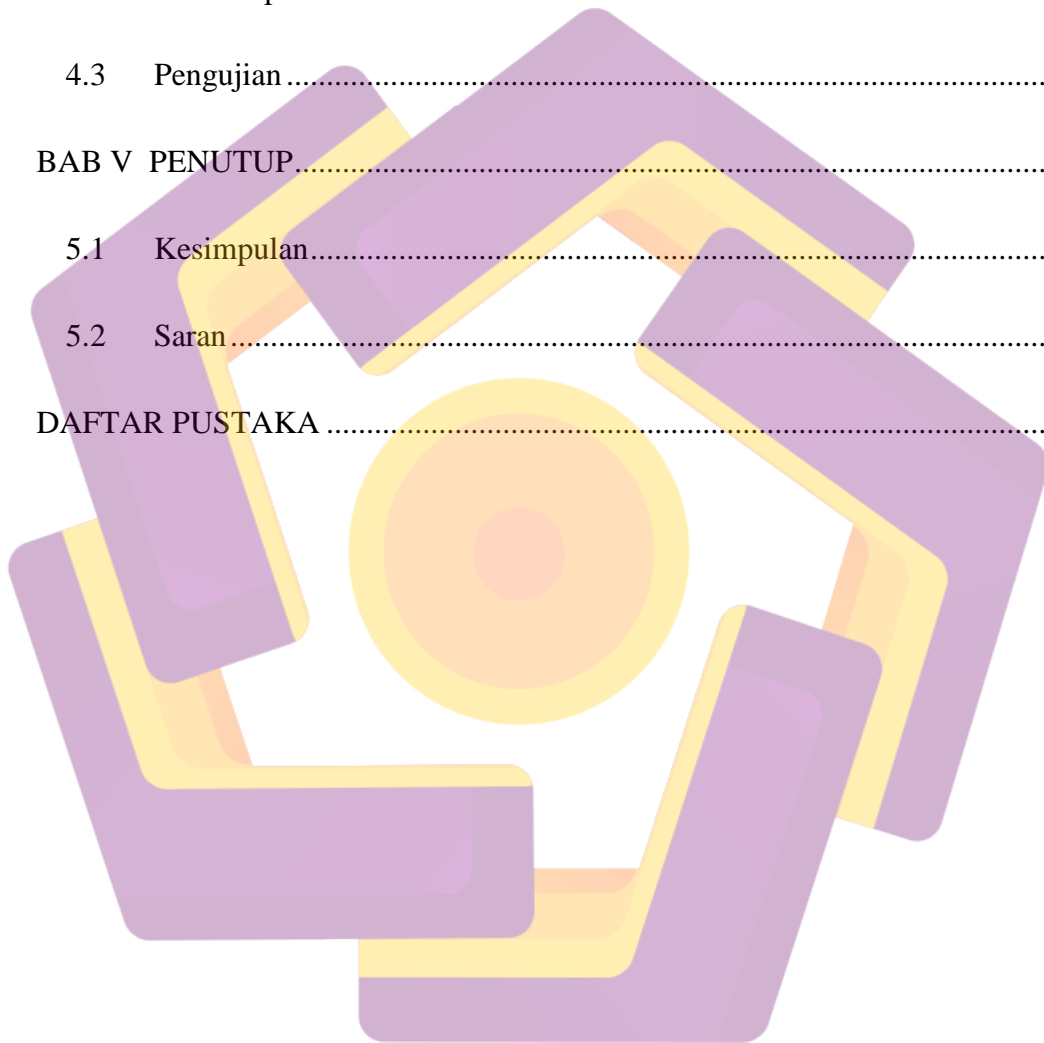 4.3 Pengujian ................................................................................................
BAB V PENUTUP................................................................................................
5.1 Kesimpulan................................................................................................
5.2 Saran ................................................................................................
DAFTAR PUSTAKA ................................................................................................